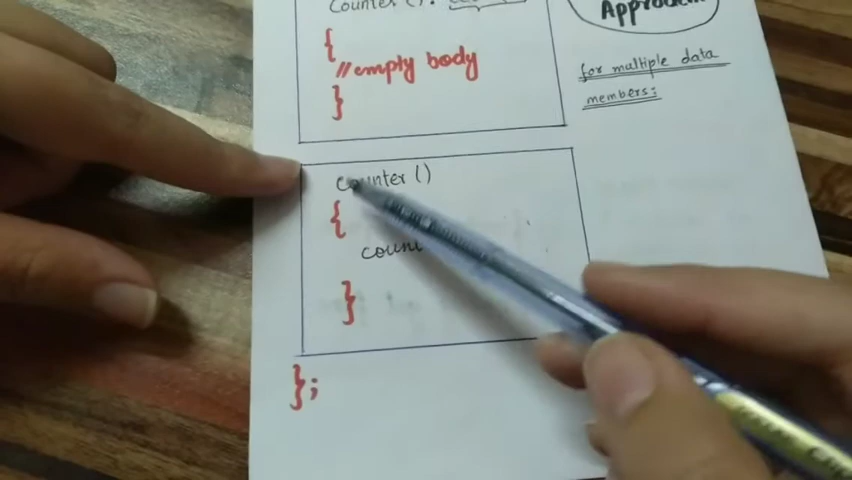 Counter ( ) :
{
// empty body
}
Approach
for multiple data
members:
counter ( )
{
coun
}
};